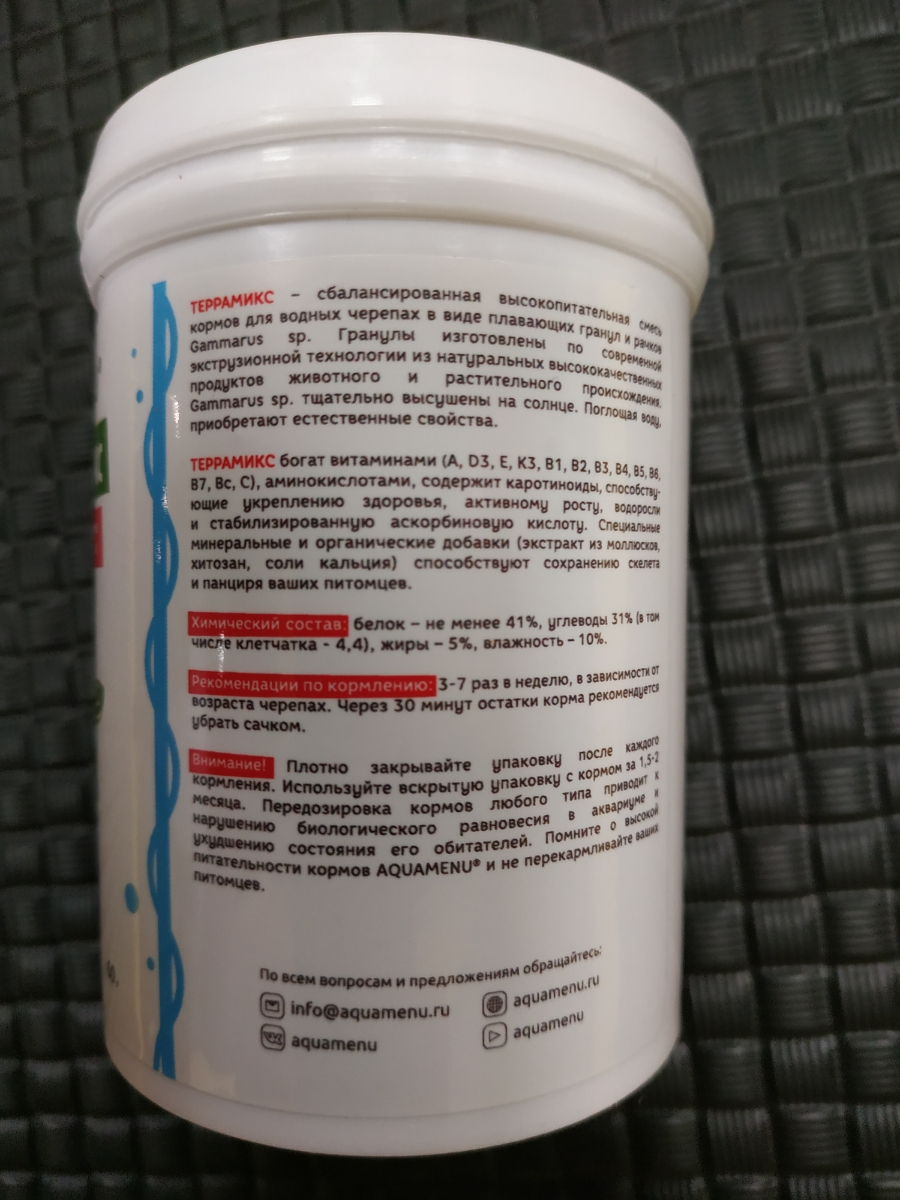 ТЕРРАМИКС – сбалансированная высокопитательная смесь
кормов для водных черепах в виде плавающих гранул и рачков
Gammarus sp. Гранулы изготовлены по современной
экструзионной технологии из натуральных высококачественных
продуктов животного и растительного происхождения.
Gammarus sp. тщательно высушены на солнце. Поглощая воду,
приобретают естественные свойства.
ТЕРРАМИКС богат витаминами (A, D3, E, K3, B1, B2, B3, B4, B5, B6,
B7, Bc, C), аминокислотами, содержит каротиноиды, способству-
ющие укреплению здоровья, активному росту, водоросли
и стабилизированную аскорбиновую кислоту. Специальные
минеральные и органические добавки (экстракт из моллюсков,
хитозан, соли кальция) способствуют сохранению скелета
и панциря ваших питомцев.
Химический состав: белок – не менее 41%, углеводы 31% (в том
числе клетчатка - 4,4), жиры – 5%, влажность – 10%.
Рекомендации по кормлению: 3-7 раз в неделю, в зависимости от
возраста черепах. Через 30 минут остатки корма рекомендуется
убрать сачком.
Внимание! Плотно закрывайте упаковку после каждого
кормления. Используйте вскрытую упаковку с кормом за 1,5-2
месяца. Передозировка кормов любого типа приводит к
нарушению биологического равновесия в аквариуме и
ухудшению состояния его обитателей. Помните о высокой
питательности кормов AQUAMENU® и не перекармливайте ваших
питомцев.
По всем вопросам и предложениям обращайтесь:
info@aquamenu.ru aquamenu.ru
aquamenu aquamenu